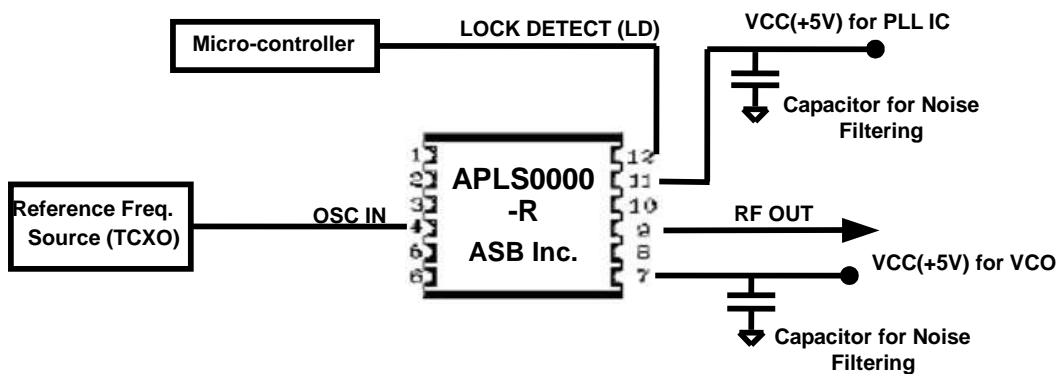 VCC(+5V) for PLL IC
LOCK DETECT (LD)
Micro-controller
Capacitor for Noise
Filtering
1
2
3
4
5
6
APLS0000
-R
ASB Inc.
12
11
10
9
8
7
Reference Freq.
Source (TCXO)
OSC IN
RF OUT
VCC(+5V) for VCO
Capacitor for Noise
Filtering